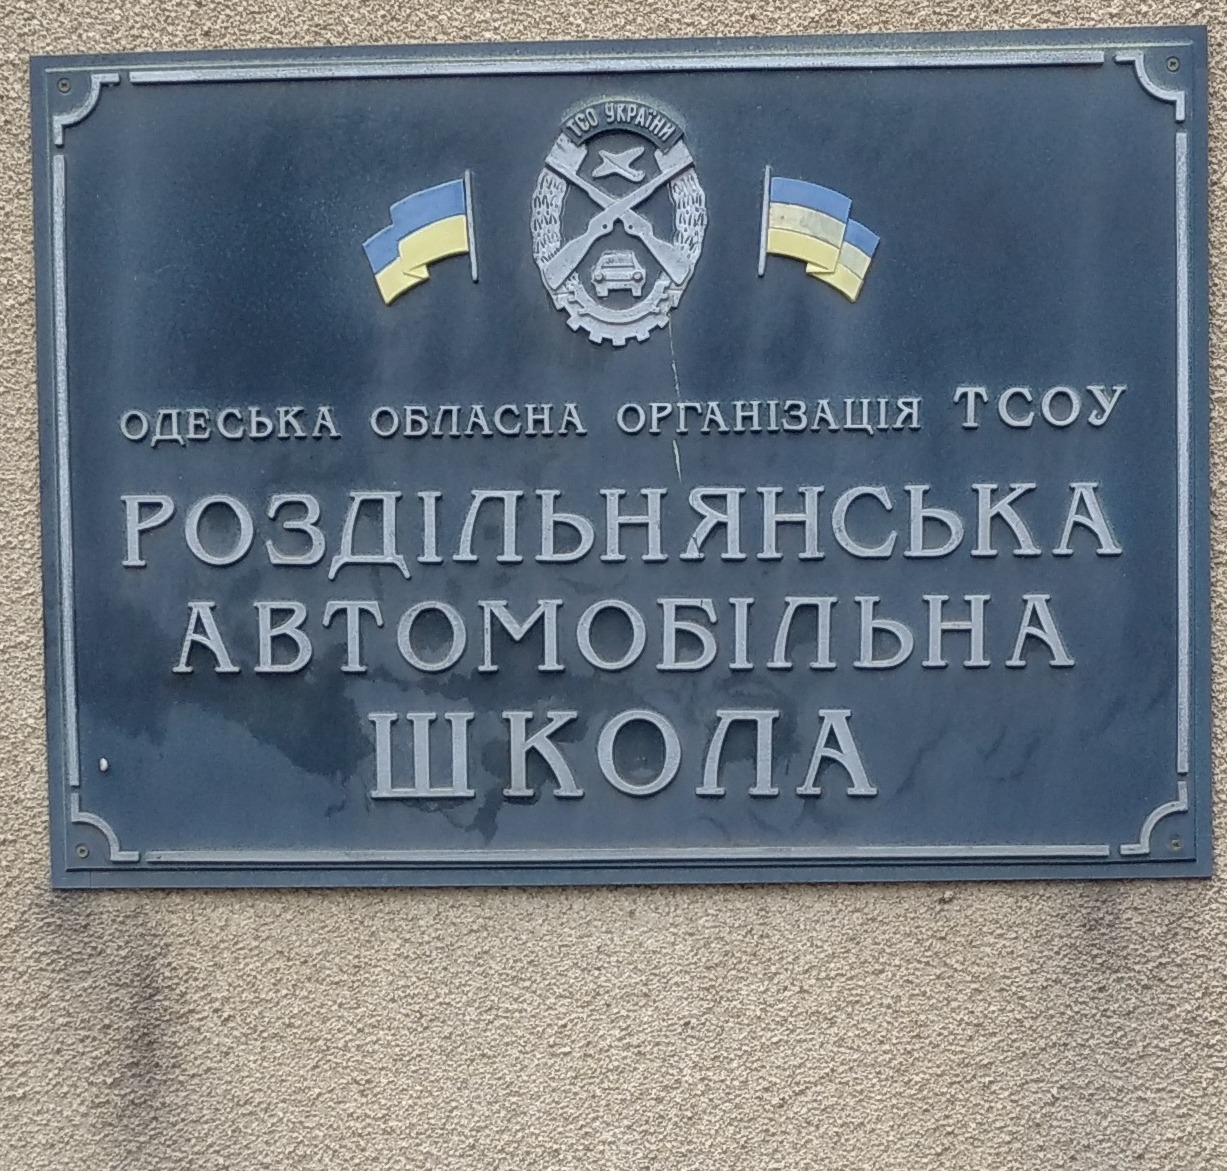 ТСО УКРАЇНИ
ОДЕСЬКА ОБЛАСНА ОРГАНІЗАЦІЯ ТСОУ
РОЗДІЛЬНЯНСЬКА
АВТОМОБІЛЬНА
ШКОЛА